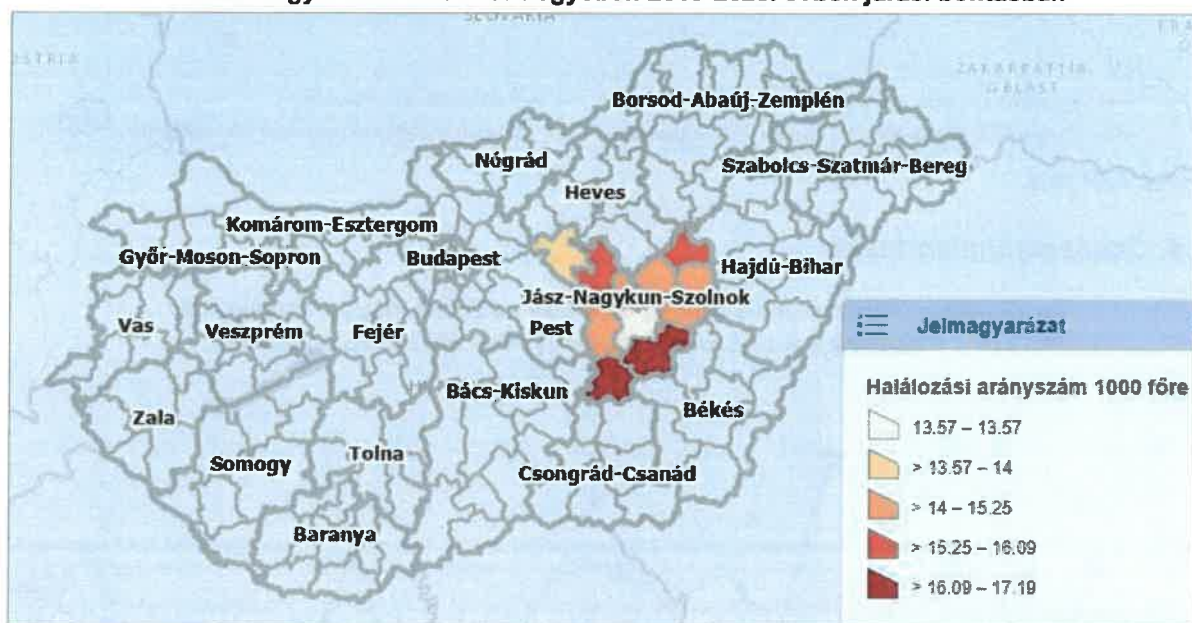 SLOVÁKIA
Borsod-Abaúj-Zemplén
Nógrád
Szabolcs-Szatmár-Bereg
Heves
Komárom-Esztergom
Győr-Moson-Sopron
Budapest
Hajdú-Bihar
Jász-Nagykun-Szolnok
Vas
Veszprém
Fejér
Pest
Bács-Kiskun
Békés
Zala
Somogy
Tolna
Csongrád-Csanád
Baranya
Jelmagyarázat
Halálozási arányszám 1000 főre
13.57 – 13.57
> 13.57 – 14
> 14 – 15.25
> 15.25 – 16.09
> 16.09 – 17.19